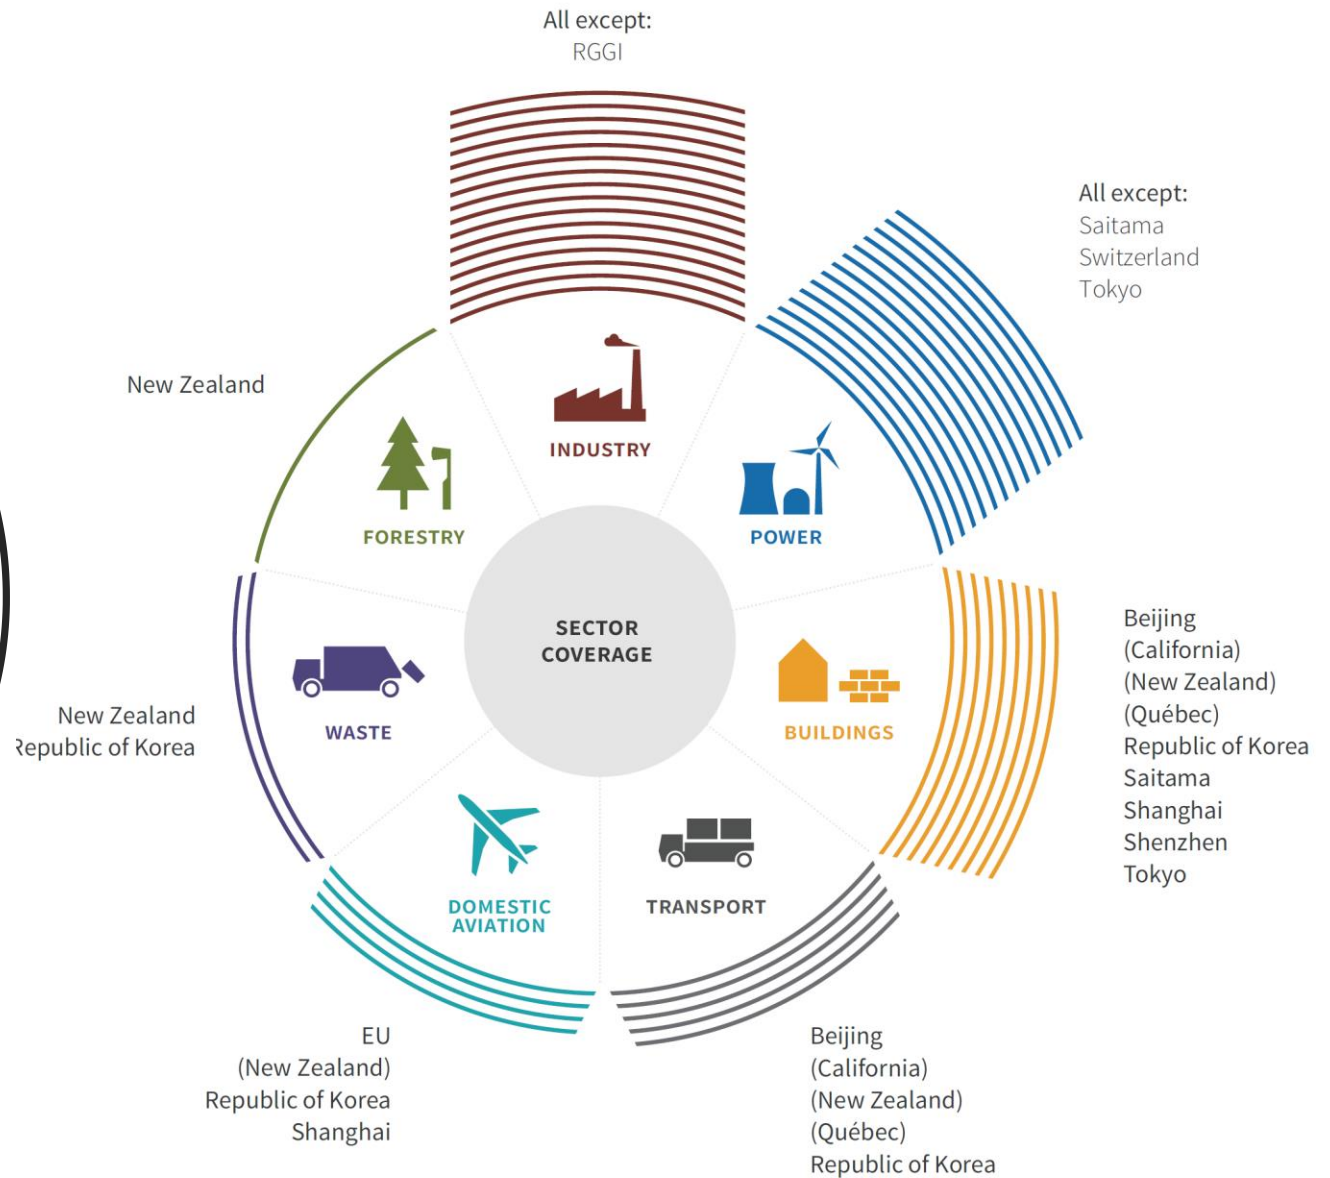 All except:
RGGI
All except:
Saitama
Switzerland
Tokyo
New Zealand
INDUSTRY
FORESTRY
POWER
SECTOR
COVERAGE
Beijing
(California)
(New Zealand)
(Québec)
Republic of Korea
Saitama
Shanghai
Shenzhen
Tokyo
New Zealand
Republic of Korea
WASTE
BUILDINGS
DOMESTIC
AVIATION
TRANSPORT
EU
(New Zealand)
Republic of Korea
Shanghai
Beijing
(California)
(New Zealand)
(Québec)
Republic of Korea